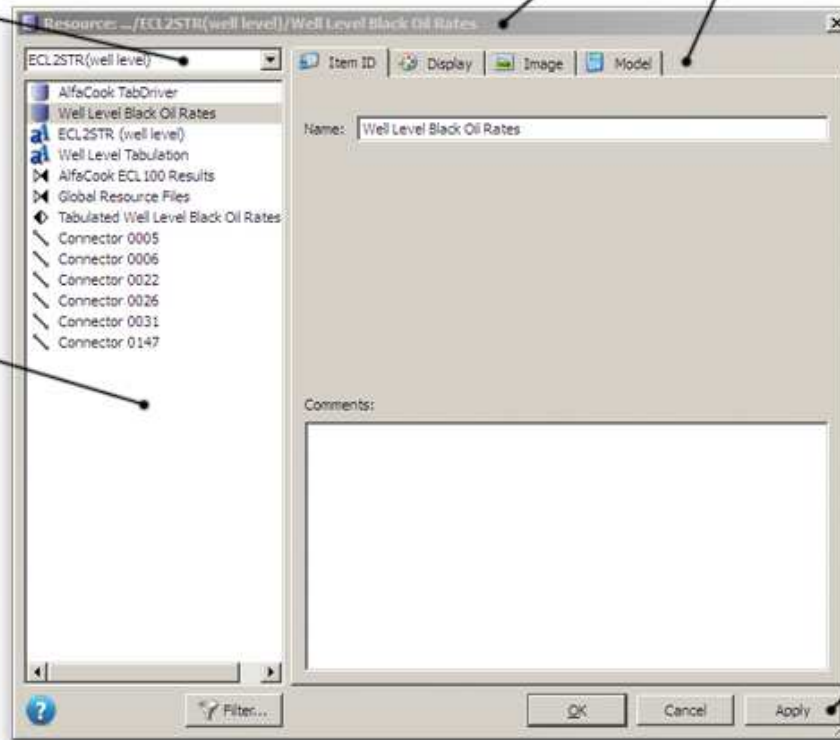 Resource: .../ECL2STR(well level)/Well Level Black Oil Rates
ECL2STR(well level)
Item ID
Display
Image
Model
AlfaCook TabDriver
Well Level Black Oil Rates
ECL2STR (well level)
Well Level Tabulation
AlfaCook ECL100 Results
Global Resource Files
Tabulated Well Level Black Oil Rates
Connector 0005
Connector 0006
Connector 0022
Connector 0026
Connector 0031
Connector 0147
Name: Well Level Black Oil Rates
Comments:
Filter...
OK
Cancel
Apply